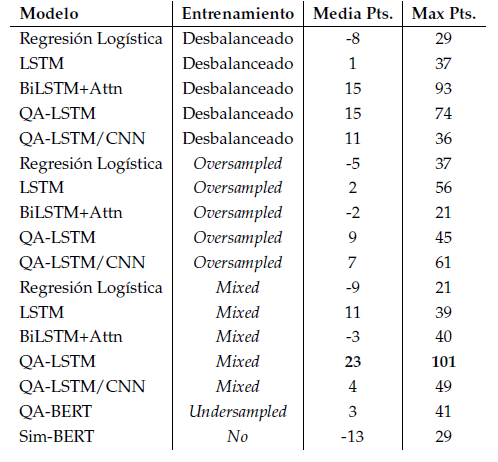 Modelo Entrenamiento Media Pts. Max Pts.
Regresión Logística Desbalanceado -8 29
LSTM Desbalanceado 1 37
BiLSTM+Attn Desbalanceado 15 93
QA-LSTM Desbalanceado 15 74
QA-LSTM/CNN Desbalanceado 11 36
Regresión Logística Oversampled -5 37
LSTM Oversampled 2 56
BiLSTM+Attn Oversampled -2 21
QA-LSTM Oversampled 9 45
QA-LSTM/CNN Oversampled 7 61
Regresión Logística Mixed -9 21
LSTM Mixed 11 39
BiLSTM+Attn Mixed -3 40
QA-LSTM Mixed 23 101
QA-LSTM/CNN Mixed 4 49
QA-BERT Undersampled 3 41
Sim-BERT No -13 29